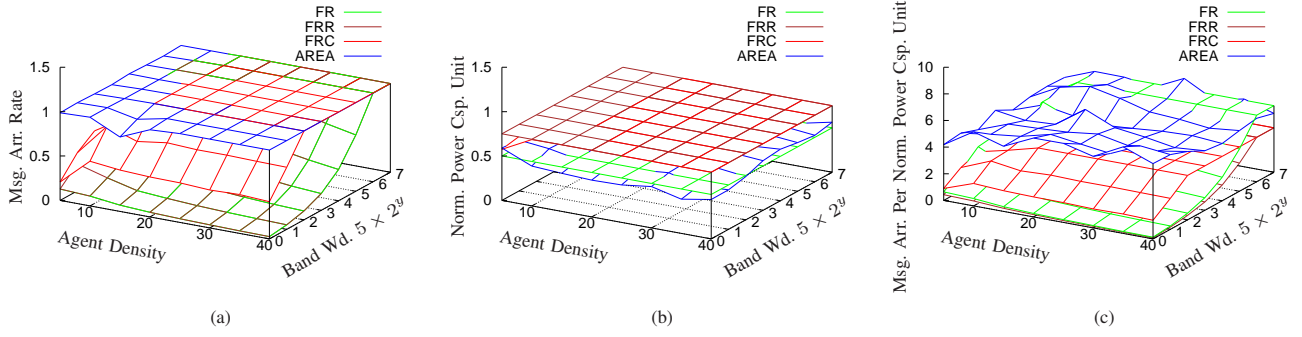 FR
FRR
FRC
AREA
Msg. Arr. Rate
1.5
1
0.5
0
10
20
30
40
Agent Density
0
1
2
3
4
5
6
7
Band Wd. 5 × 2^y
(a)
FR
FRR
FRC
AREA
Norm. Power Csp. Unit
1.5
1
0.5
0
10
20
30
40
Agent Density
0
1
2
3
4
5
6
7
Band Wd. 5 × 2^y
(b)
FR
FRR
FRC
AREA
Msg. Arr. Per Norm. Power Csp. Unit
10
8
6
4
2
0
10
20
30
40
Agent Density
0
1
2
3
4
5
6
7
Band Wd. 5 × 2^y
(c)